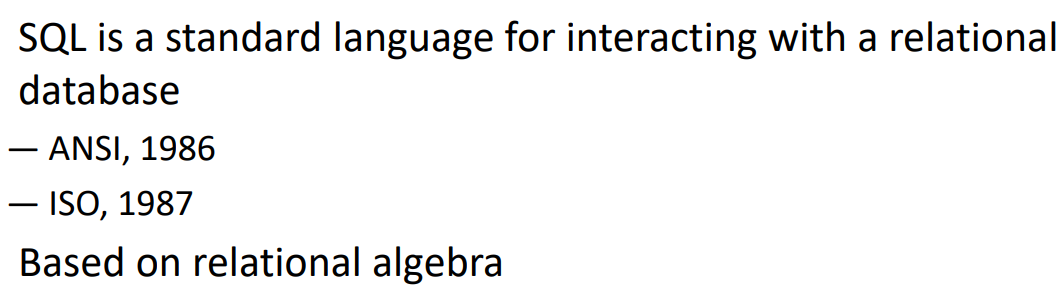 SQL is a standard language for interacting with a relational
database
— ANSI, 1986
— ISO, 1987
Based on relational algebra